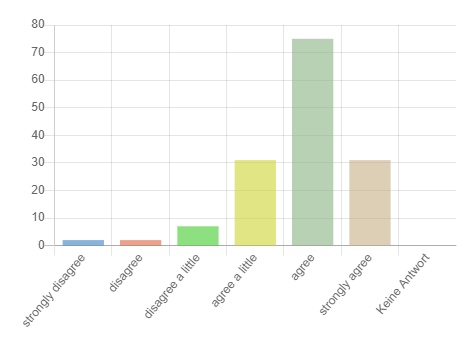 80
70
60
50
40
30
20
10
0
strongly disagree
disagree
disagree a little
agree a little
agree
strongly agree
Keine Antwort